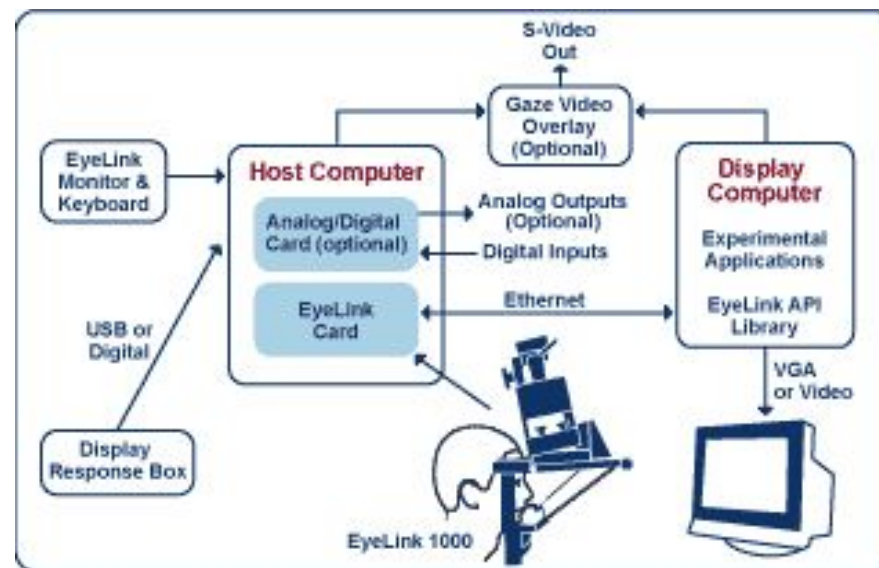 S-Video
Out
Gaze Video
Overlay
(Optional)
EyeLink
Monitor &
Keyboard
Host Computer
Analog/Digital
Card (optional)
EyeLink
Card
Analog Outputs
(Optional)
Digital Inputs
Ethernet
Display
Computer
Experimental
Applications
EyeLink API
Library
USB or
Digital
VGA
or Video
Display
Response Box
EyeLink 1000